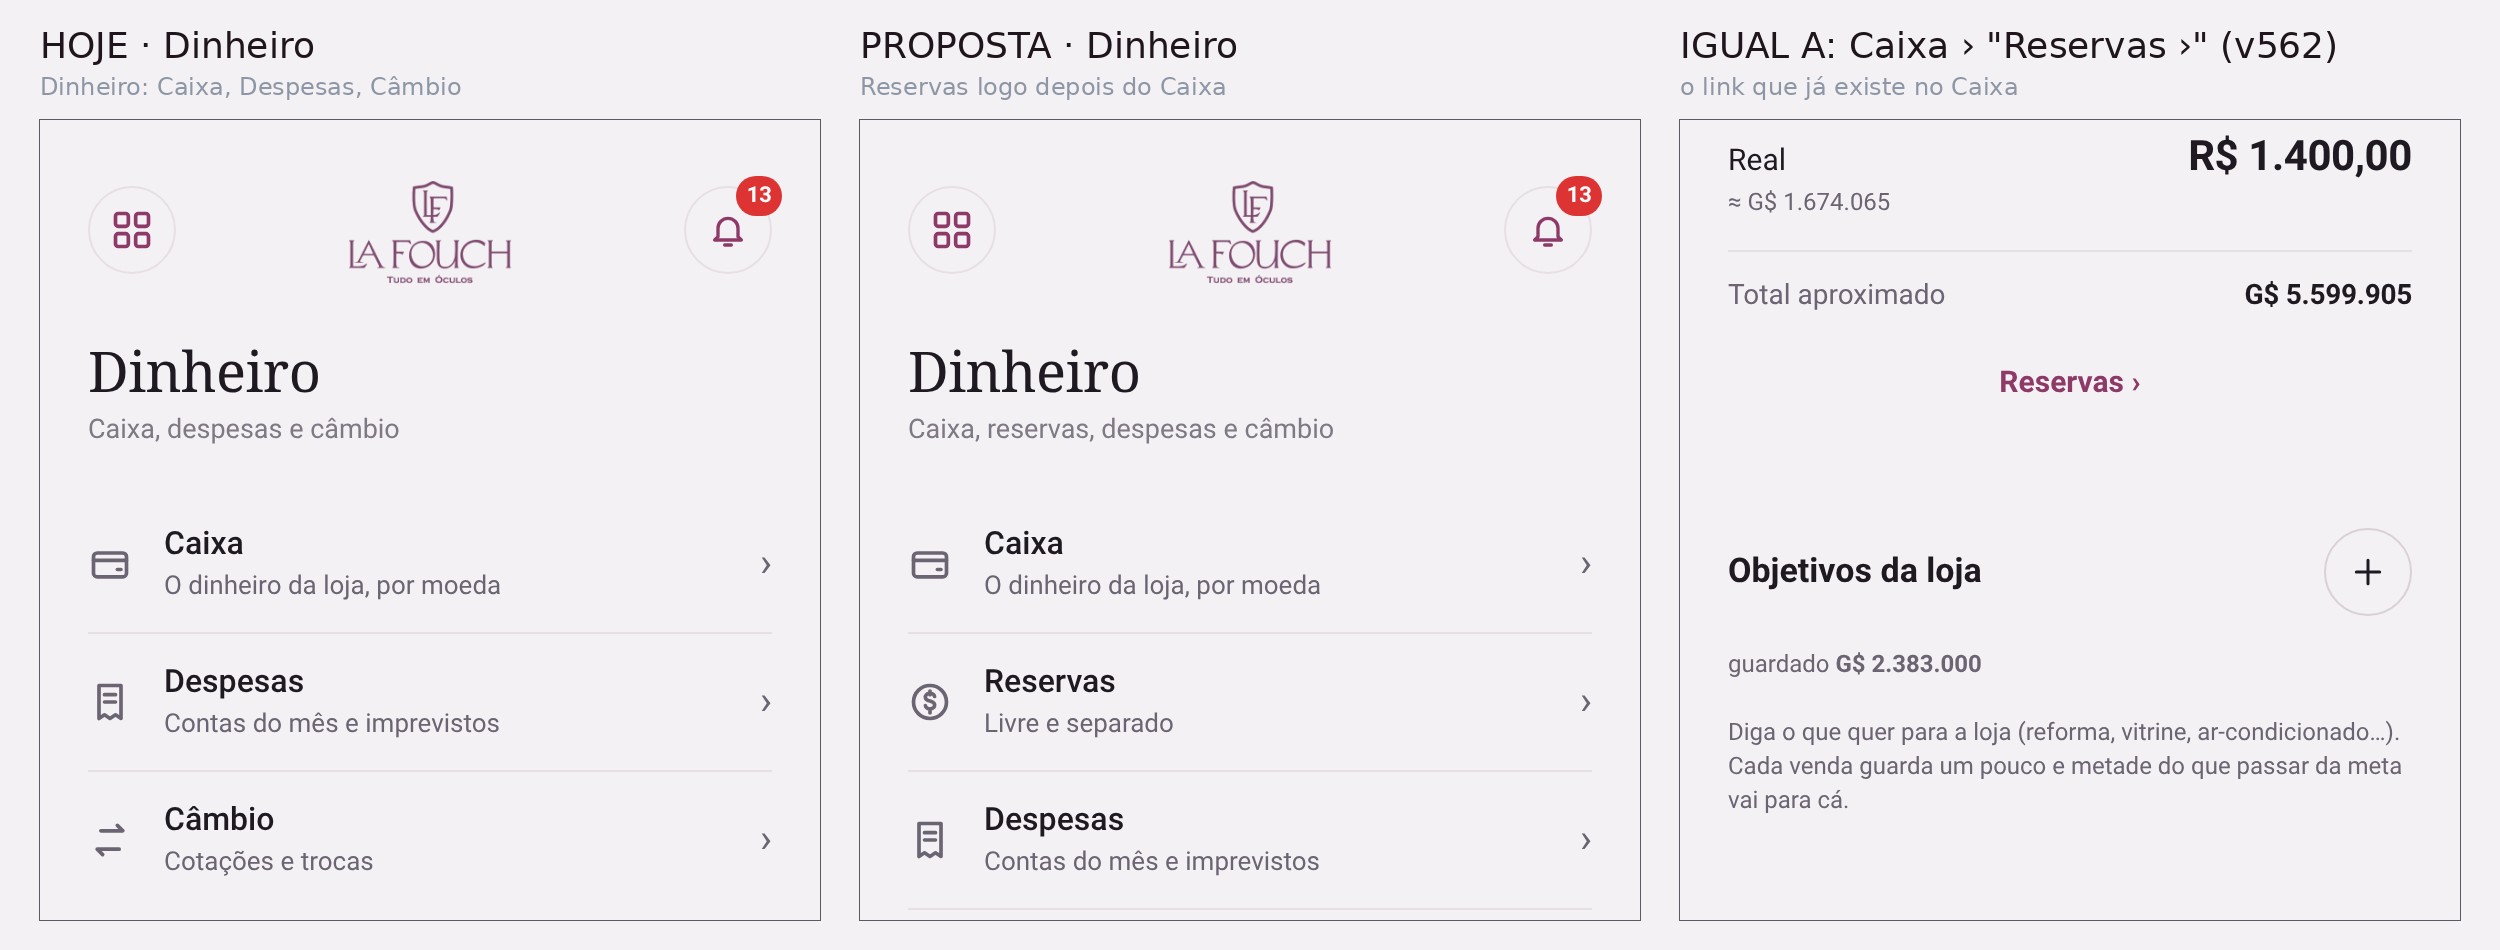 HOJE · Dinheiro
Dinheiro: Caixa, Despesas, Câmbio
13
LF
LA FOUCH
TUDO EM ÓCULOS
Dinheiro
Caixa, despesas e câmbio
Caixa
O dinheiro da loja, por moeda
›
Despesas
Contas do mês e imprevistos
›
Câmbio
Cotações e trocas
›
PROPOSTA · Dinheiro
Reservas logo depois do Caixa
13
LF
LA FOUCH
TUDO EM ÓCULOS
Dinheiro
Caixa, reservas, despesas e câmbio
Caixa
O dinheiro da loja, por moeda
›
Reservas
Livre e separado
›
Despesas
Contas do mês e imprevistos
›
IGUAL A: Caixa › "Reservas ›" (v562)
o link que já existe no Caixa
Real R$ 1.400,00
≈ G$ 1.674.065
Total aproximado G$ 5.599.905
Reservas ›
Objetivos da loja +
guardado G$ 2.383.000
Diga o que quer para a loja (reforma, vitrine, ar-condicionado…).
Cada venda guarda um pouco e metade do que passar da meta
vai para cá.